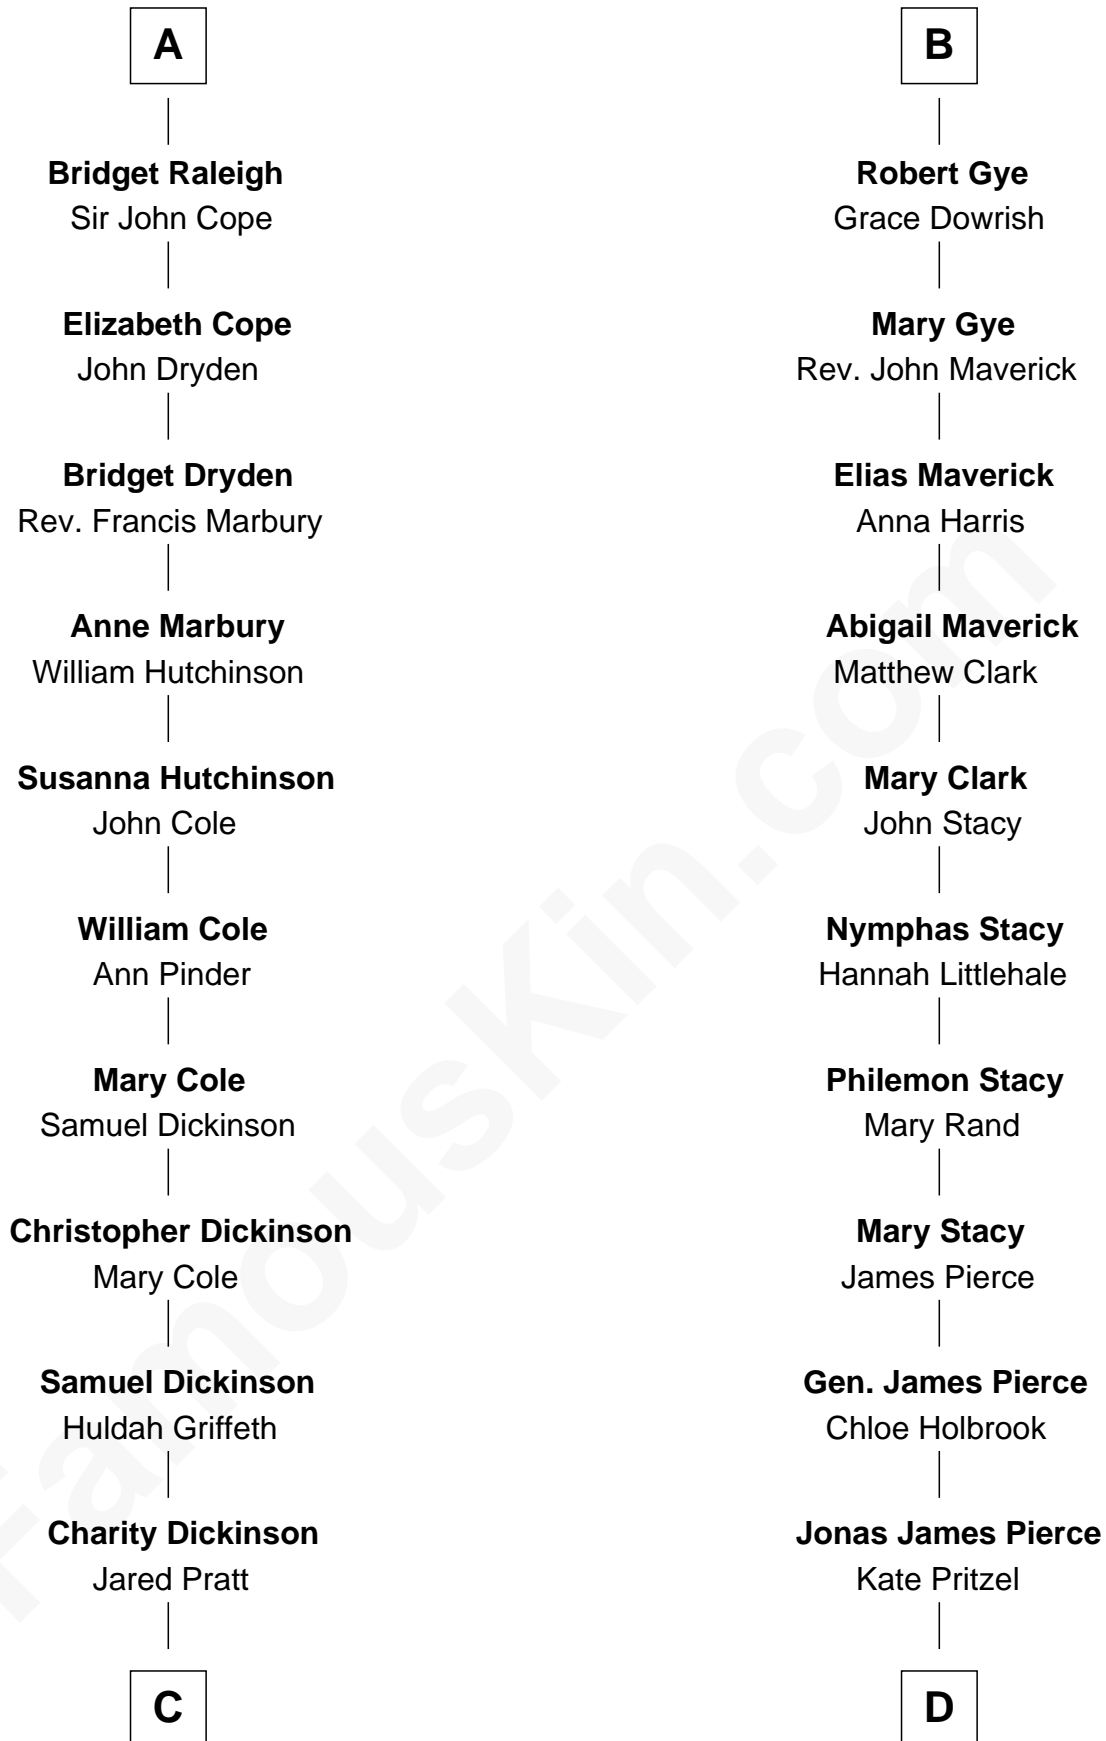 A
Bridget Raleigh
Sir John Cope
Elizabeth Cope
John Dryden
Bridget Dryden
Rev. Francis Marbury
Anne Marbury
William Hutchinson
Susanna Hutchinson
John Cole
William Cole
Ann Pinder
Mary Cole
Samuel Dickinson
Christopher Dickinson
Mary Cole
Samuel Dickinson
Huldah Griffeth
Charity Dickinson
Jared Pratt
C
B
Robert Gye
Grace Dowrish
Mary Gye
Rev. John Maverick
Elias Maverick
Anna Harris
Abigail Maverick
Matthew Clark
Mary Clark
John Stacy
Nymphas Stacy
Hannah Littlehale
Philemon Stacy
Mary Rand
Mary Stacy
James Pierce
Gen. James Pierce
Chloe Holbrook
Jonas James Pierce
Kate Pritzel
D
FamousKin.com